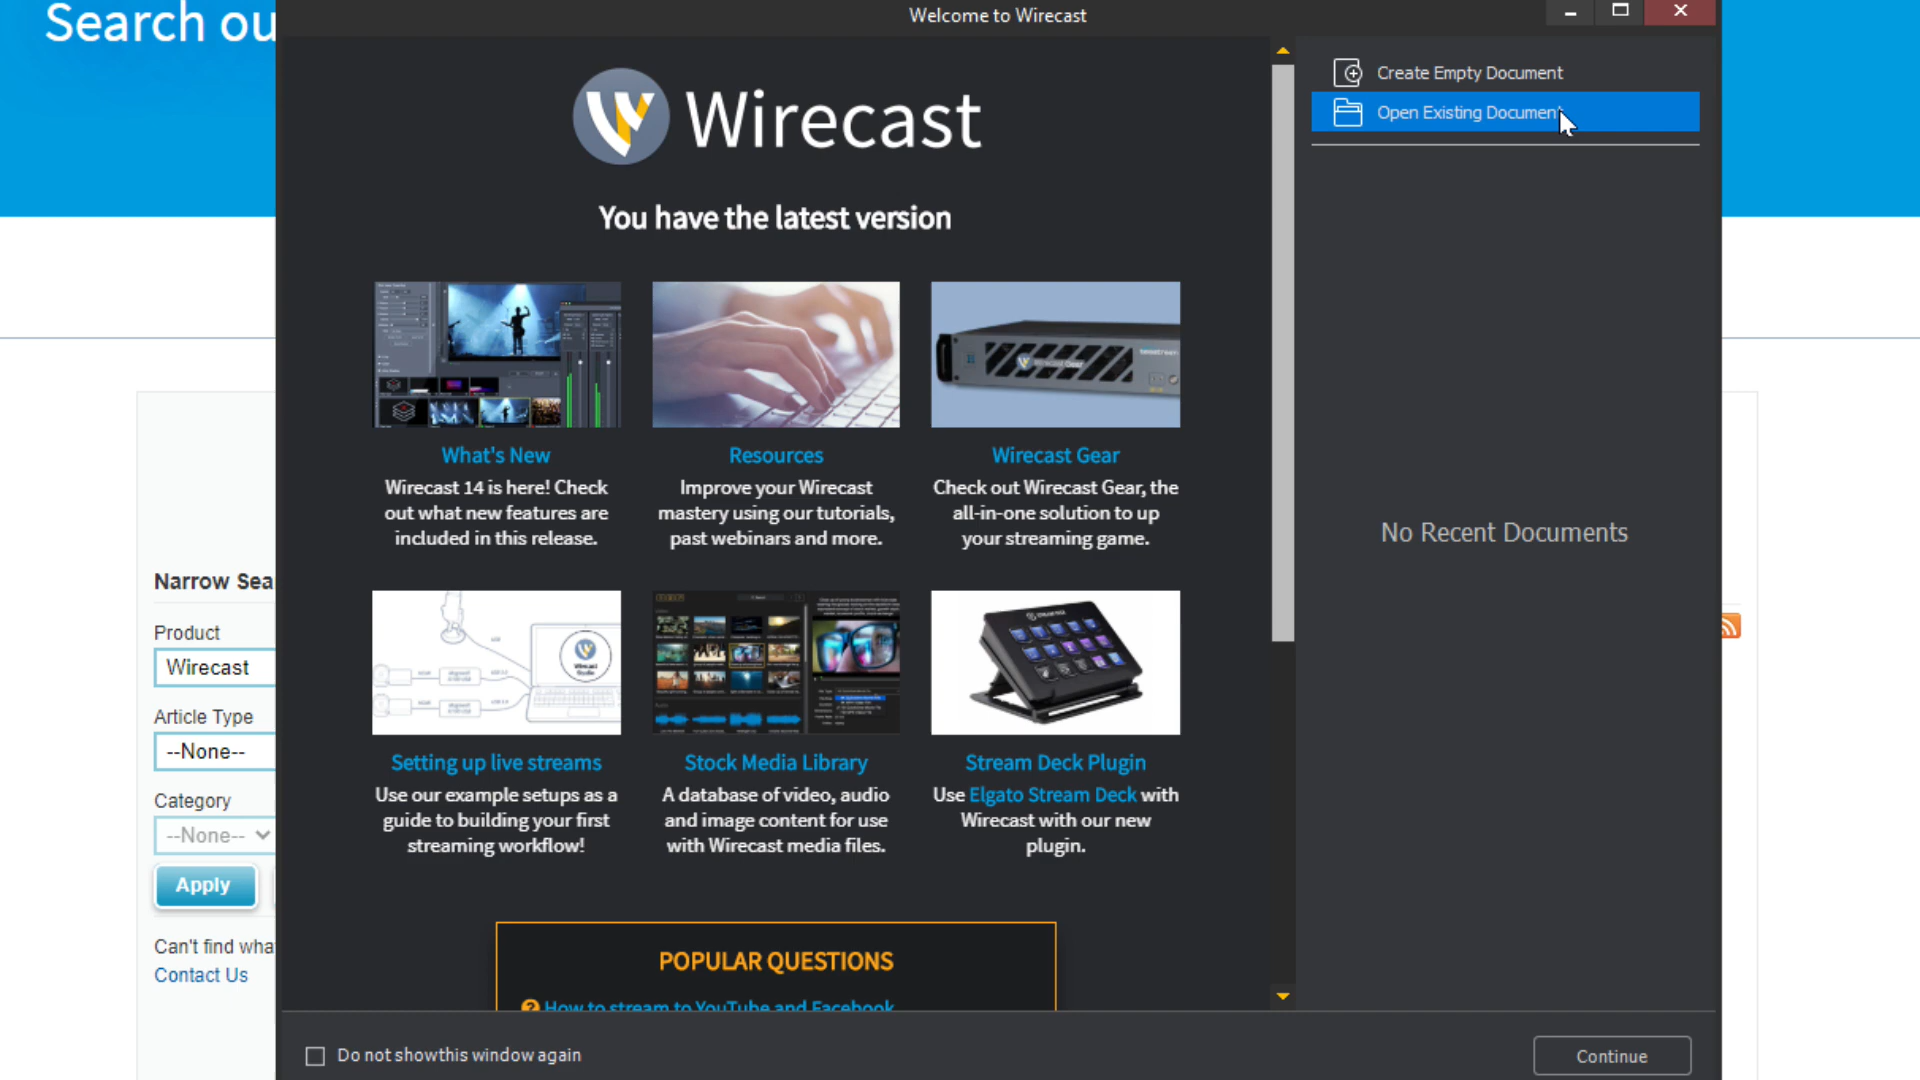 Search ou
Welcome to Wirecast
Wirecast
You have the latest version
What's New
Wirecast 14 is here! Check
out what new features are
included in this release.
Resources
Improve your Wirecast
mastery using our tutorials,
past webinars and more.
Wirecast Gear
Check out Wirecast Gear, the
all-in-one solution to up
your streaming game.
Setting up live streams
Use our example setups as a
guide to building your first
streaming workflow!
Stock Media Library
A database of video, audio
and image content for use
with Wirecast media files.
Stream Deck Plugin
Use Elgato Stream Deck with
Wirecast with our new
plugin.
POPULAR QUESTIONS
How to stream to YouTube and Facebook
Do not show this window again
Create Empty Document
Open Existing Document
No Recent Documents
Continue
Narrow Sea
Product
Wirecast
Article Type
--None--
Category
--None--
Apply
Can't find wha
Contact Us